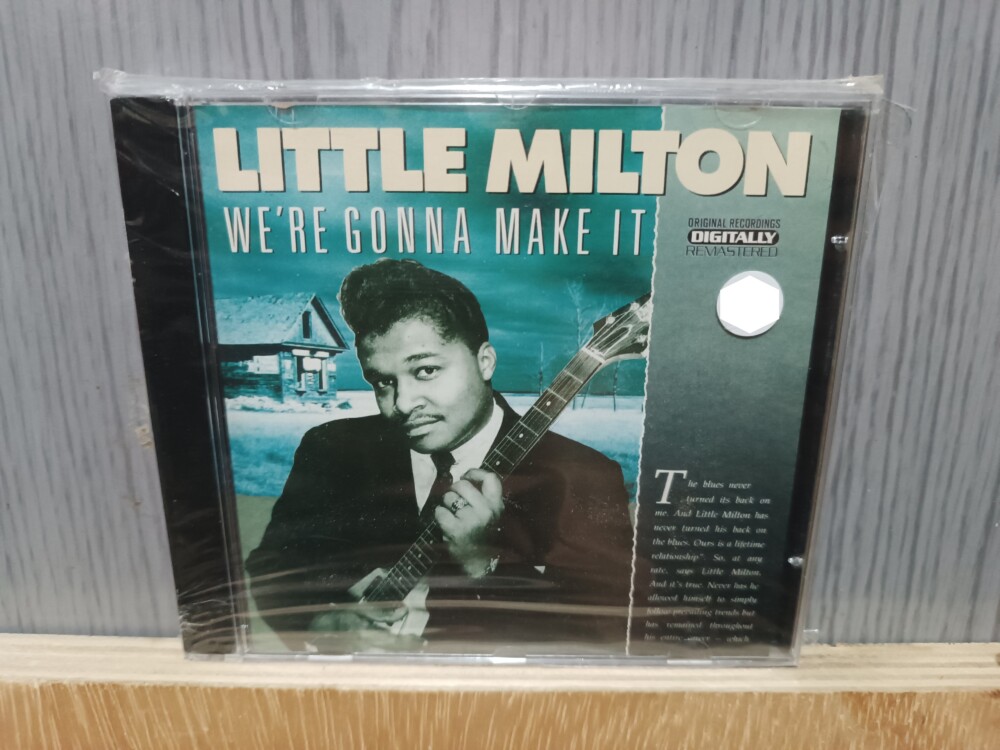 LITTLE MILTON
WE'RE GONNA MAKE IT
ORIGINAL RECORDINGS
DIGITALLY
REMASTERED
The blues never
turned its back on
me. And Little Milton has
never turned his back on
the blues. Ours is a lifetime
relationship". So, at any
rate, says Little Milton.
And it's true. Never has he
allowed himself to simply
follow prevailing trends but
has remained throughout
his entire career – which,